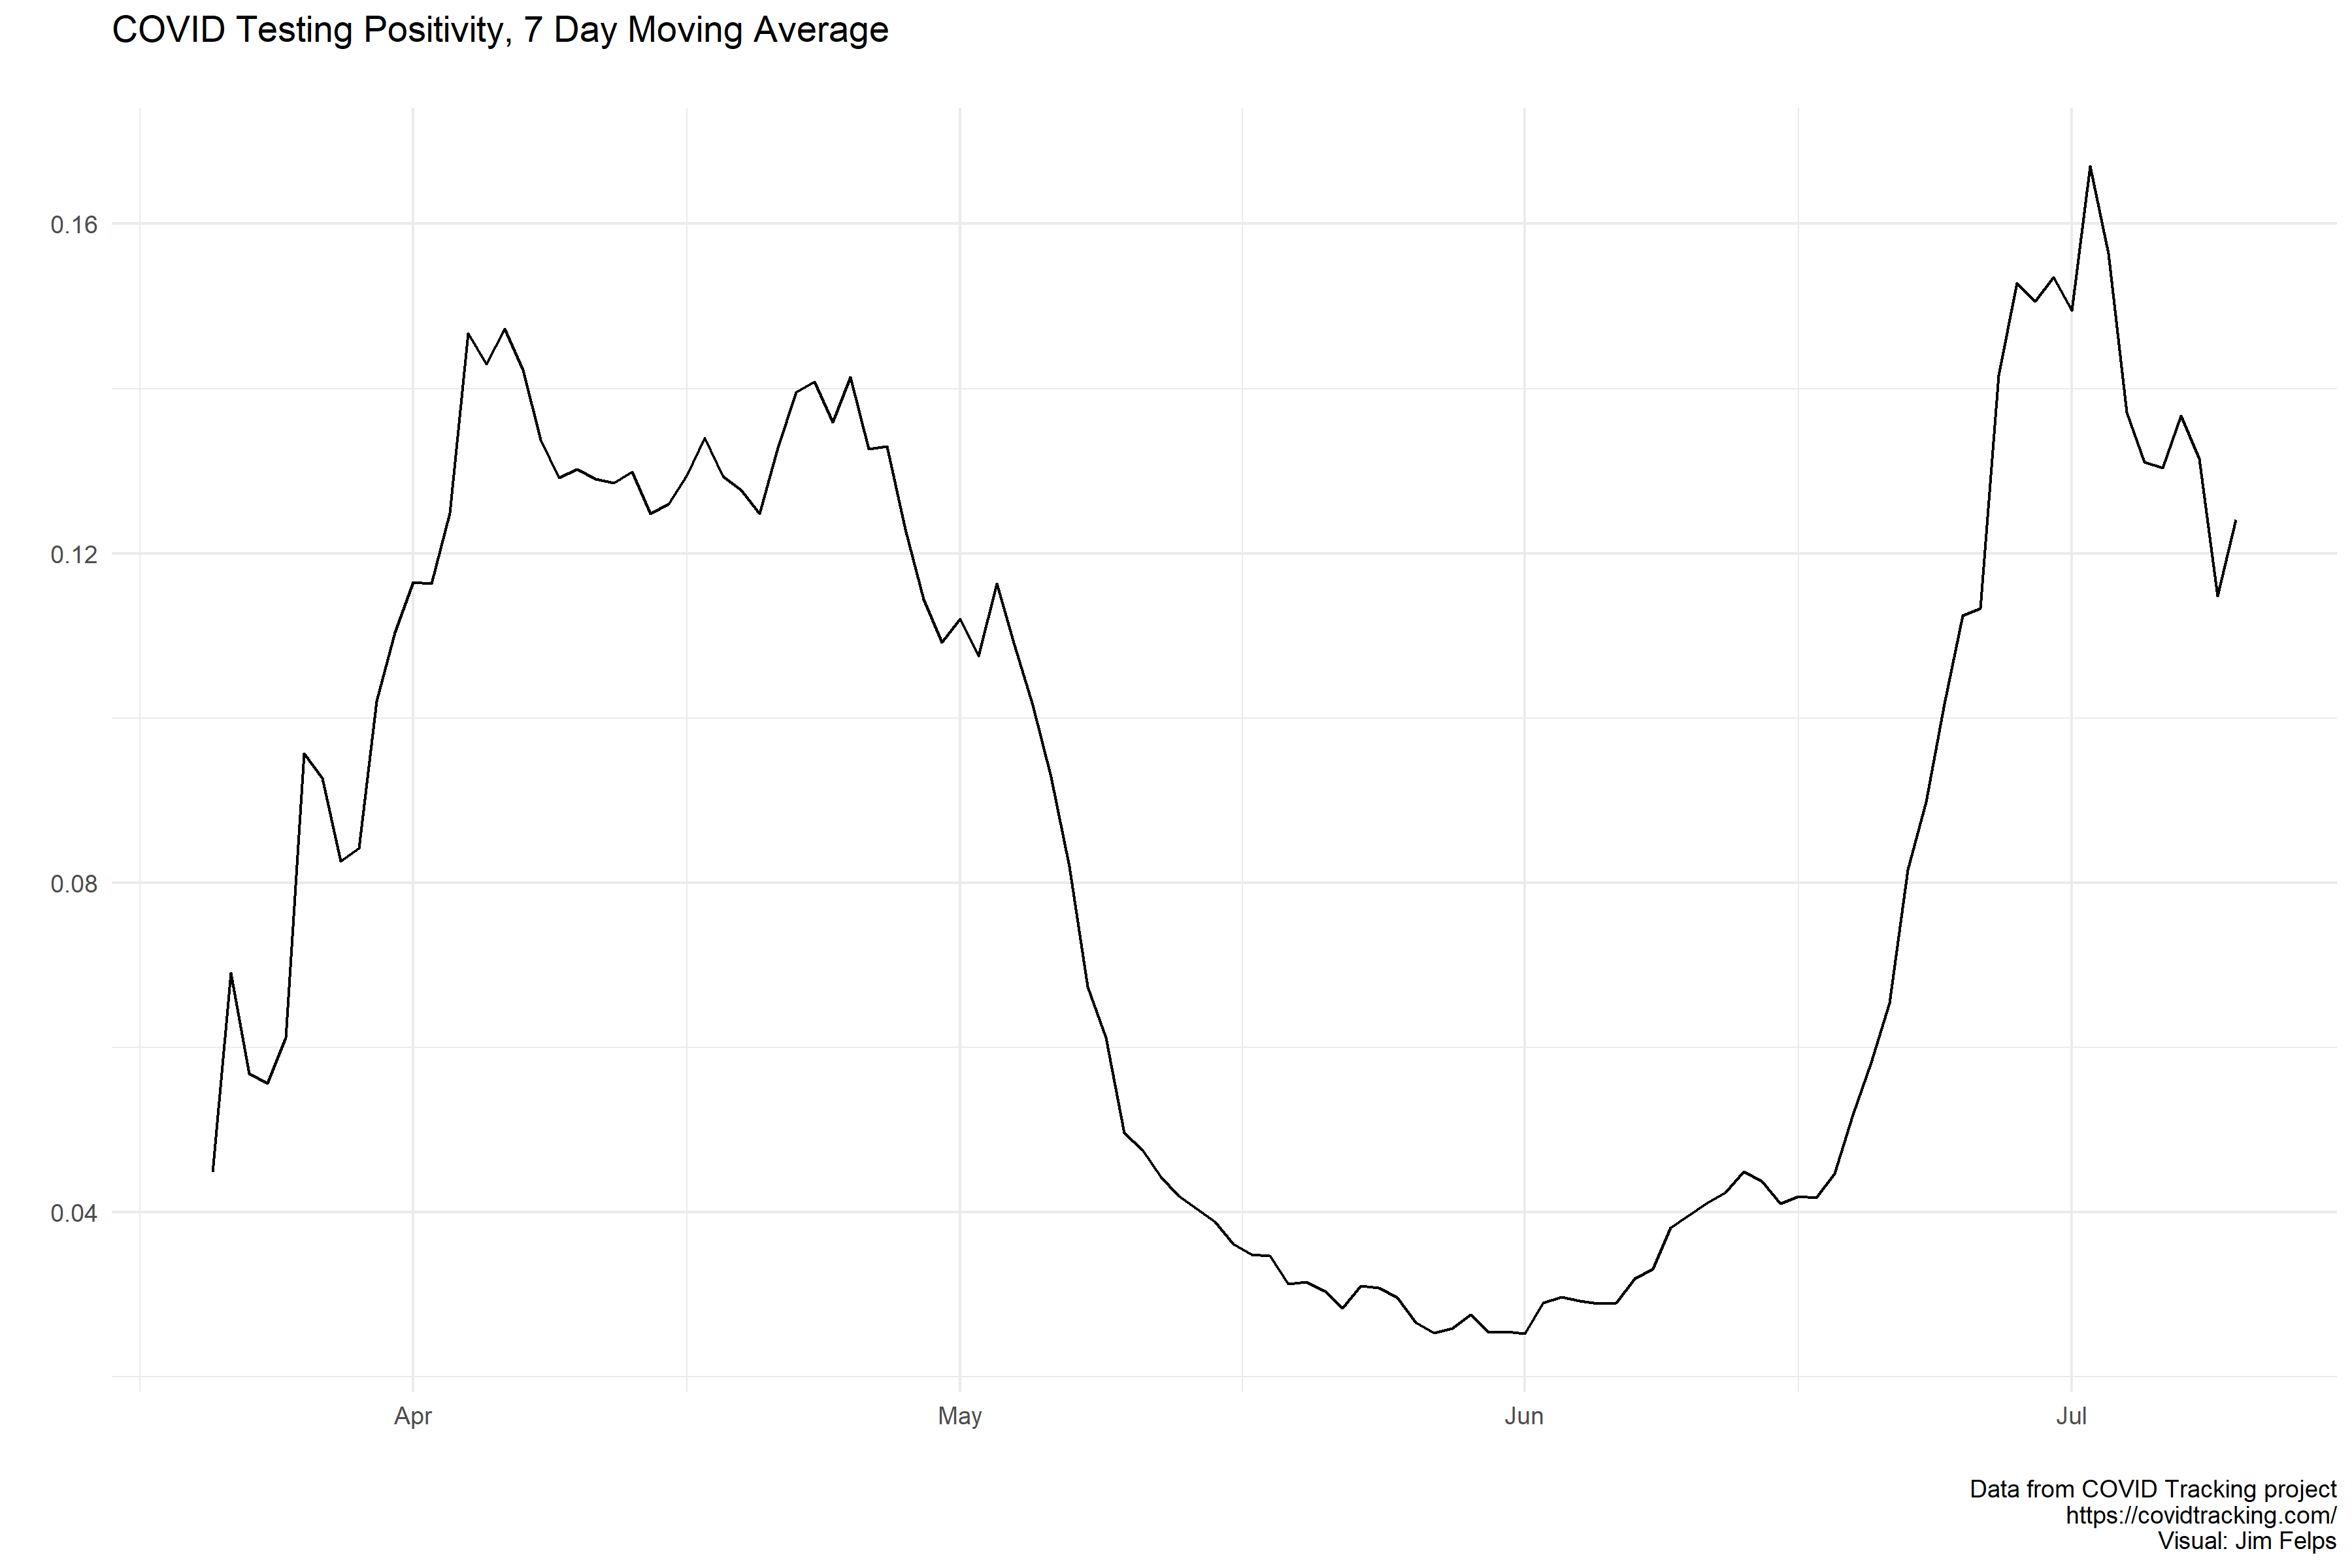 COVID Testing Positivity, 7 Day Moving Average
0.16
0.12
0.08
0.04
Apr May Jun Jul
Data from COVID Tracking project
https://covidtracking.com/
Visual: Jim Felps